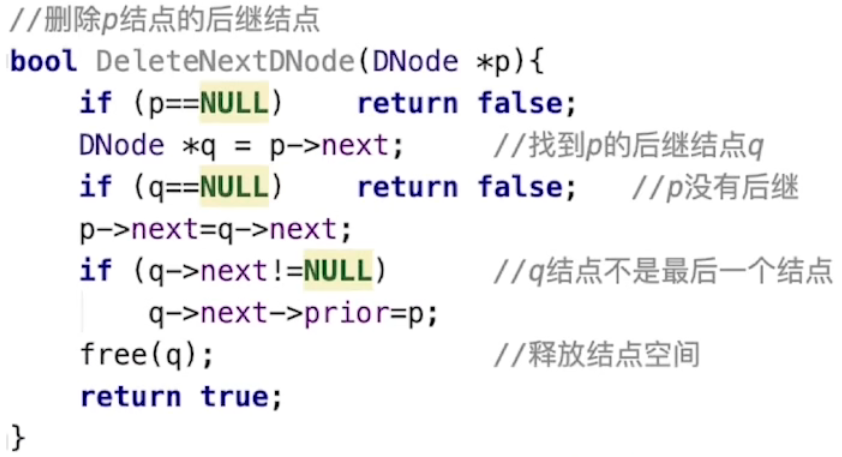 //删除p结点的后继结点
bool DeleteNextDNode(DNode *p){
    if (p==NULL)    return false;
    DNode *q = p->next;     //找到p的后继结点q
    if (q==NULL)    return false;   //p没有后继
    p->next=q->next;
    if (q->next!=NULL)      //q结点不是最后一个结点
        q->next->prior=p;
    free(q);                //释放结点空间
    return true;
}